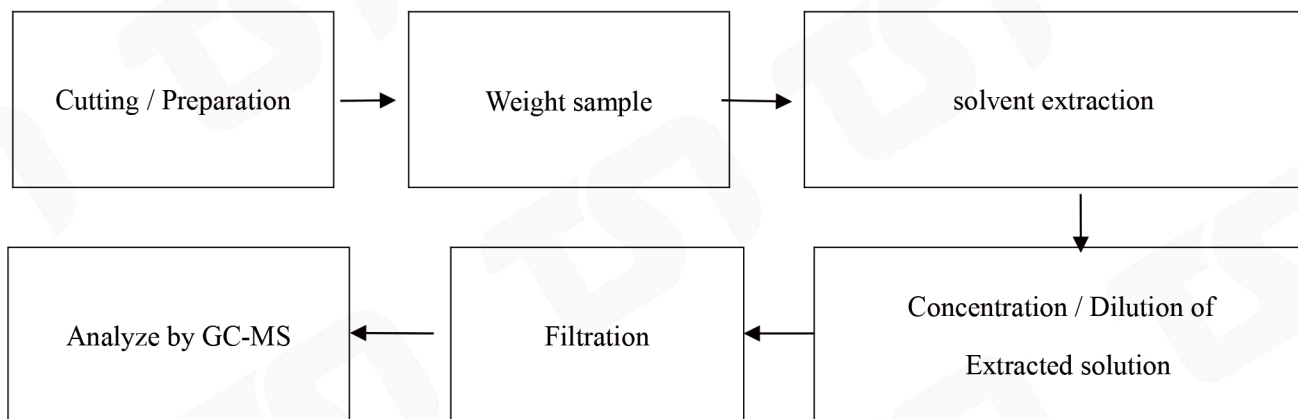 Cutting / Preparation
Weight sample
solvent extraction
Concentration / Dilution of
Extracted solution
Filtration
Analyze by GC-MS